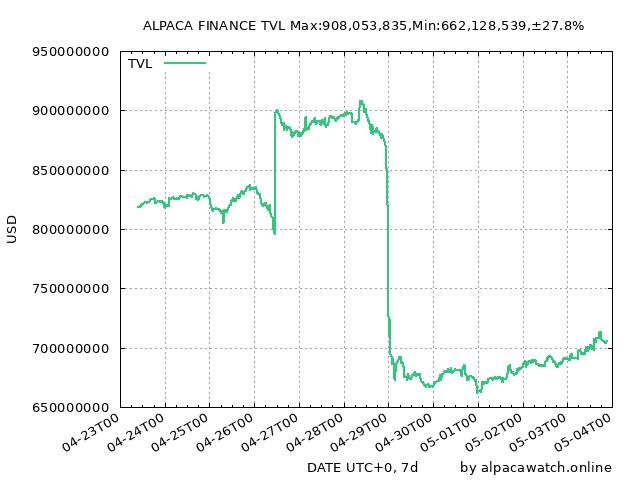 ALPACA FINANCE TVL Max:908,053,835,Min:662,128,539,±27.8%
TVL
950000000
900000000
850000000
800000000
750000000
700000000
650000000
USD
04-23T00
04-24T00
04-25T00
04-26T00
04-27T00
04-28T00
04-29T00
04-30T00
05-01T00
05-02T00
05-03T00
05-04T00
DATE UTC+0, 7d
by alpacawatch.online